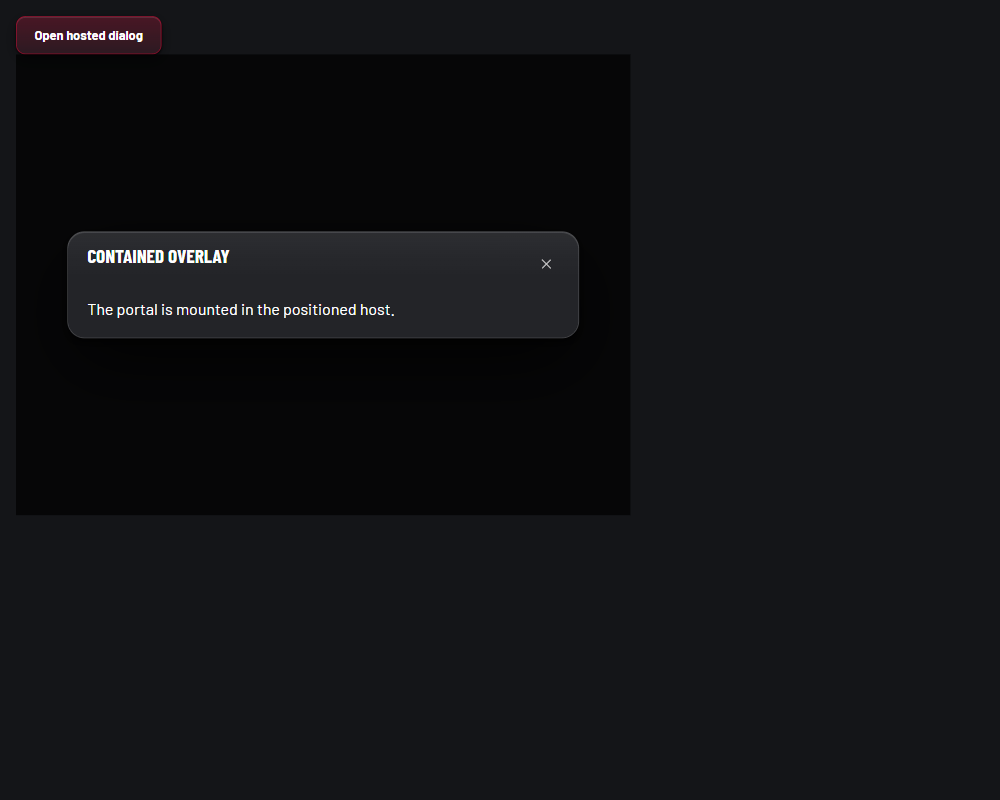 Open hosted dialog
CONTAINED OVERLAY
The portal is mounted in the positioned host.